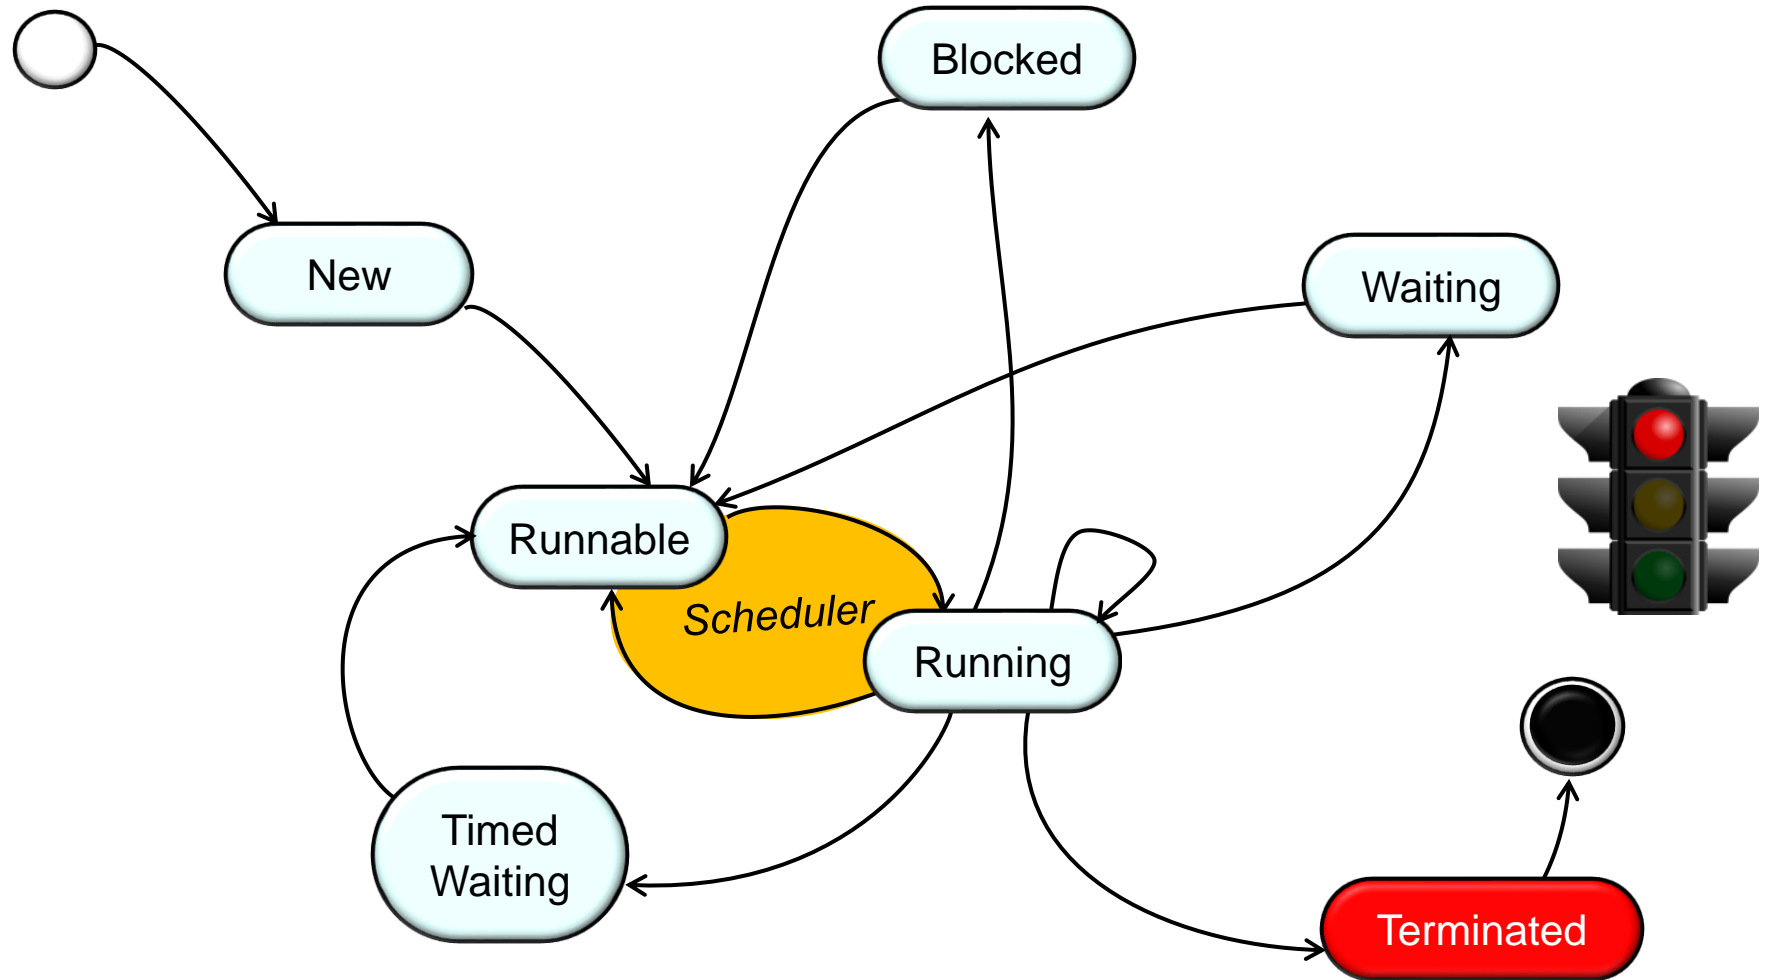 Blocked
New
Waiting
Runnable
Scheduler
Running
Timed
Waiting
Terminated